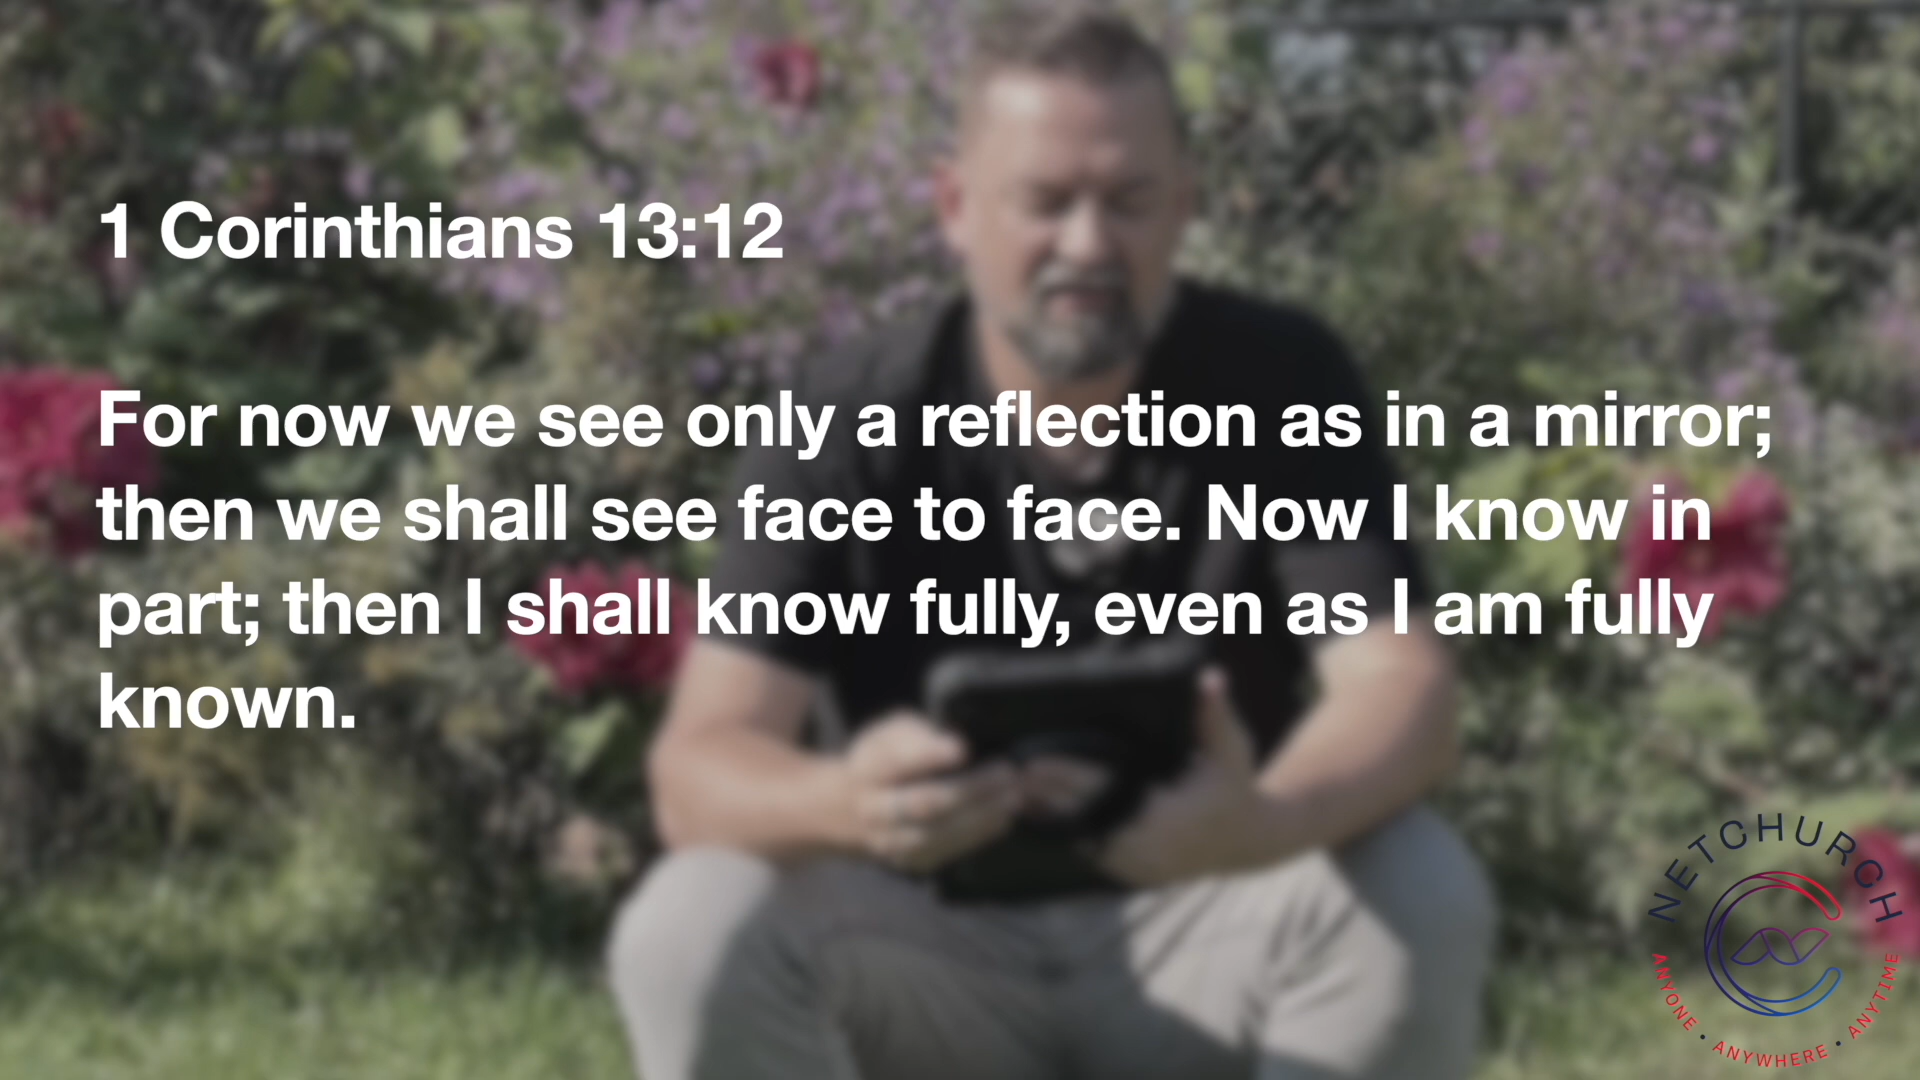 1 Corinthians 13:12
For now we see only a reflection as in a mirror;
then we shall see face to face. Now I know in
part; then I shall know fully, even as I am fully
known.
NETCHURCH
ANYONE • ANYWHERE • ANYTIME